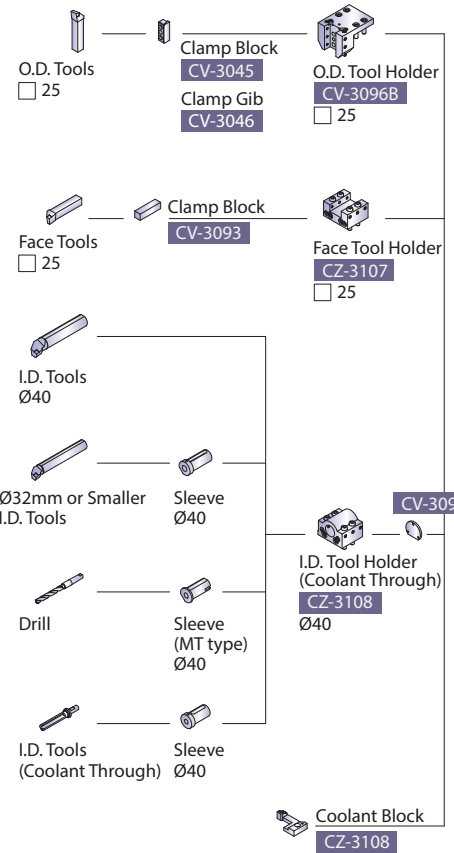 O.D. Tools
□ 25
Clamp Block
CV-3045
Clamp Gib
CV-3046
O.D. Tool Holder
CV-3096B
□ 25
Face Tools
□ 25
Clamp Block
CV-3093
Face Tool Holder
CZ-3107
□ 25
I.D. Tools
Ø40
Ø32mm or Smaller
I.D. Tools
Sleeve
Ø40
CV-309
I.D. Tool Holder
(Coolant Through)
CZ-3108
Ø40
Drill
Sleeve
(MT type)
Ø40
I.D. Tools
(Coolant Through)
Sleeve
Ø40
Coolant Block
CZ-3108